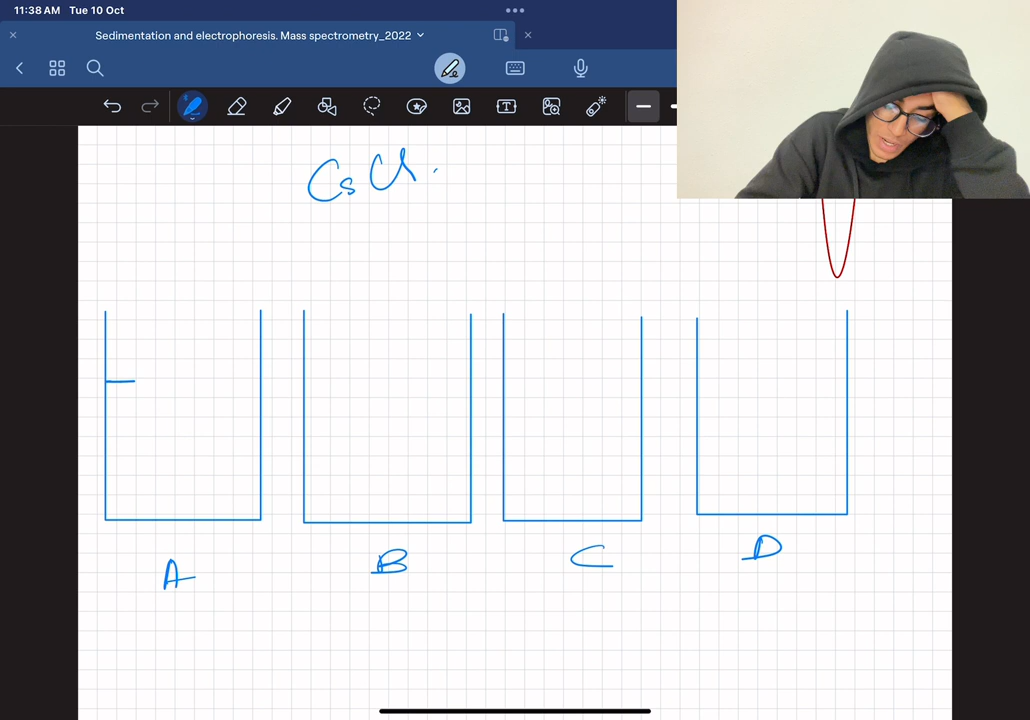 11:38 AM Tue 10 Oct
Sedimentation and electrophoresis. Mass spectrometry_2022
T
CsCl
A B C D